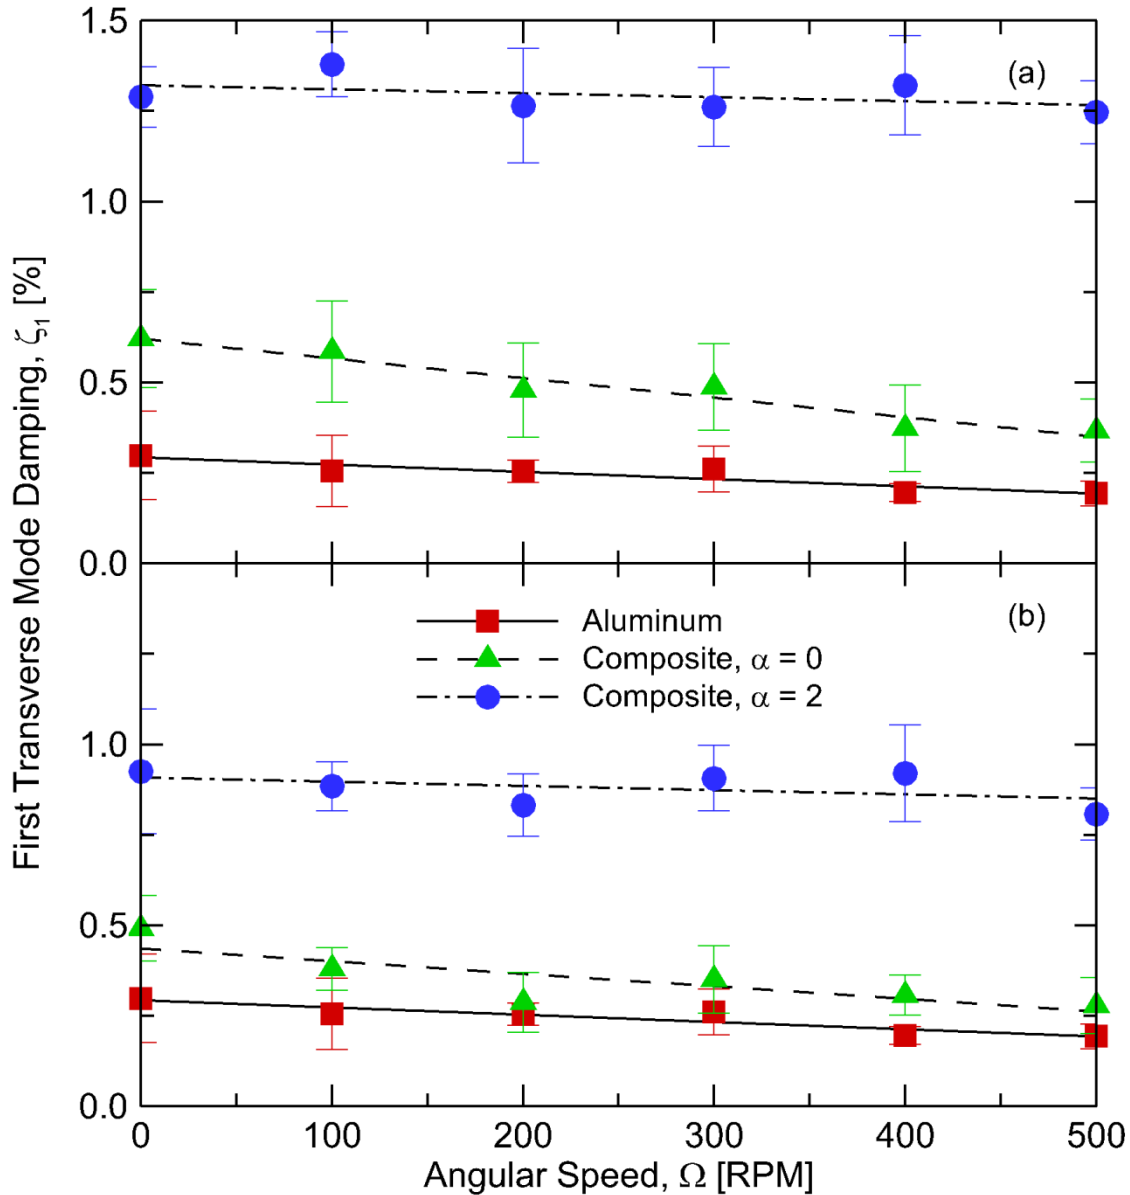 1.5
(a)
1.0
0.5
0.0
First Transverse Mode Damping, ζ₁ [%]
(b)
Aluminum
Composite, α = 0
Composite, α = 2
1.0
0.5
0.0
0 100 200 300 400 500
Angular Speed, Ω [RPM]